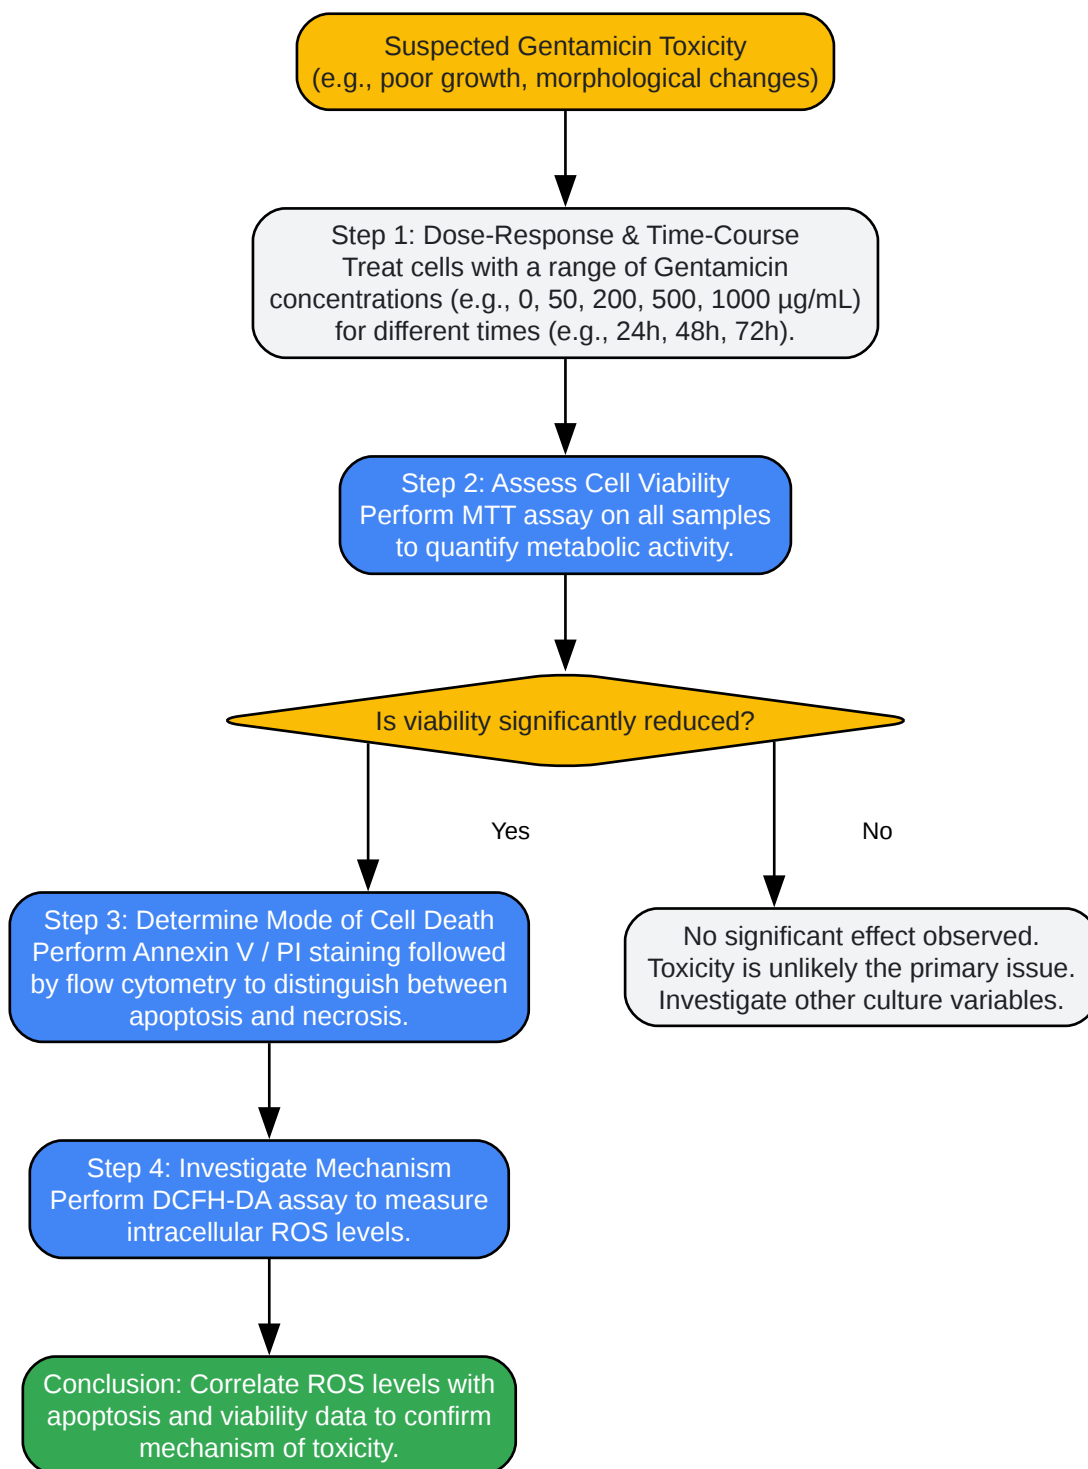 Suspected Gentamicin Toxicity
(e.g., poor growth, morphological changes)
Step 1: Dose-Response & Time-Course
Treat cells with a range of Gentamicin
concentrations (e.g., 0, 50, 200, 500, 1000 µg/mL)
for different times (e.g., 24h, 48h, 72h).
Step 2: Assess Cell Viability
Perform MTT assay on all samples
to quantify metabolic activity.
Is viability significantly reduced?
Yes
No
Step 3: Determine Mode of Cell Death
Perform Annexin V / PI staining followed
by flow cytometry to distinguish between
apoptosis and necrosis.
No significant effect observed.
Toxicity is unlikely the primary issue.
Investigate other culture variables.
Step 4: Investigate Mechanism
Perform DCFH-DA assay to measure
intracellular ROS levels.
Conclusion: Correlate ROS levels with
apoptosis and viability data to confirm
mechanism of toxicity.